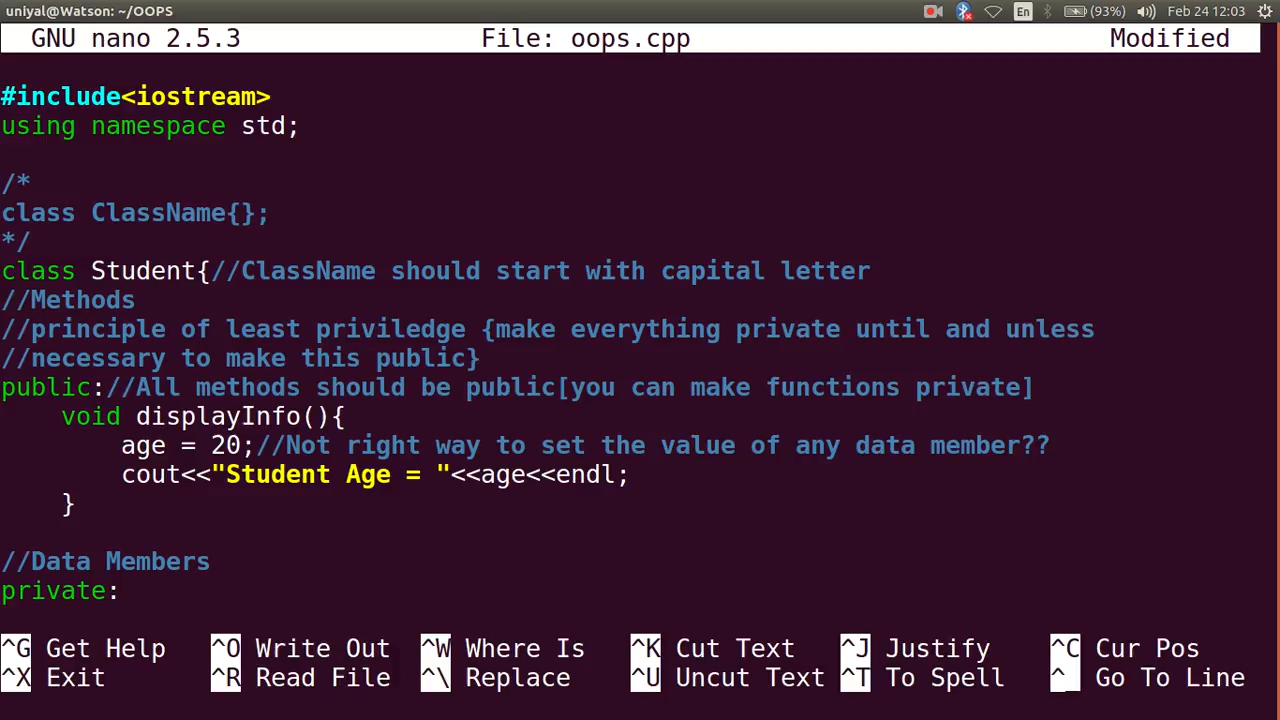 uniyal@Watson: ~/OOPS En (93%) Feb 24 12:03
GNU nano 2.5.3 File: oops.cpp Modified
#include<iostream>
using namespace std;
/*
class ClassName{};
*/
class Student{//ClassName should start with capital letter
//Methods
//principle of least priviledge {make everything private until and unless
//necessary to make this public}
public://All methods should be public[you can make functions private]
void displayInfo(){
age = 20;//Not right way to set the value of any data member??
cout<<"Student Age = "<<age<<endl;
}
//Data Members
private:
^G Get Help ^O Write Out ^W Where Is ^K Cut Text ^J Justify ^C Cur Pos
^X Exit ^R Read File ^\ Replace ^U Uncut Text ^T To Spell ^_ Go To Line